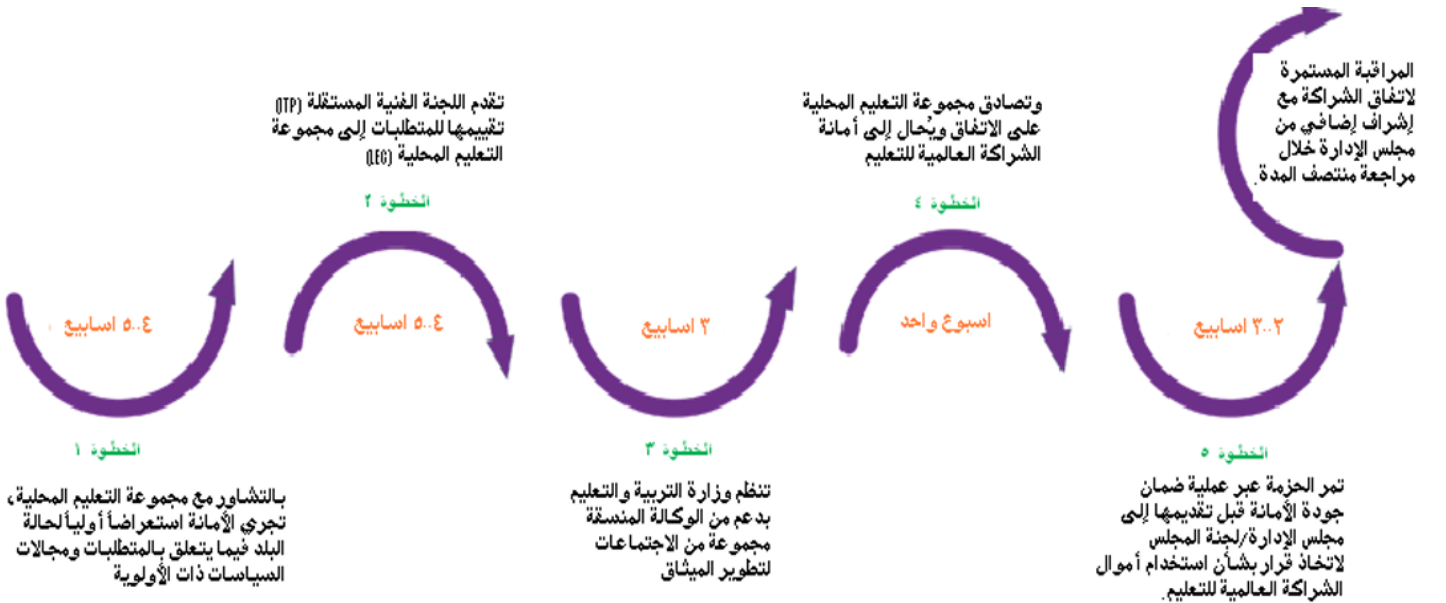 ٤..٥ اسابيع
الخطوة ١
بالتشاور مع مجموعة التعليم المحلية،
تجري الأمانة استعراضاً أولياً لحالة
البلد فيما يتعلق بالمتطلبات ومجالات
السياسات ذات الأولوية
تقدم اللجنة الفنية المستقلة (ITP)
تقييمها للمتطلبات إلى مجموعة
التعليم المحلية (LEG)
الخطوة ٢
٤..٥ اسابيع
٣ اسابيع
الخطوة ٣
تنظم وزارة التربية والتعليم
بدعم من الوكالة المنسقة
مجموعة من الاجتماعات
لتطوير الميثاق
وتصادق مجموعة التعليم المحلية
على الاتفاق ويُحال إلى أمانة
الشراكة العالمية للتعليم
الخطوة ٤
اسبوع واحد
٢..٣ اسابيع
الخطوة ٥
تمر الحزمة عبر عملية ضمان
جودة الأمانة قبل تقديمها إلى
مجلس الإدارة/لجنة المجلس
لاتخاذ قرار بشأن استخدام أموال
الشراكة العالمية للتعليم.
المراقبة المستمرة
لاتفاق الشراكة مع
إشراف إضافي من
مجلس الإدارة خلال
مراجعة منتصف المدة.